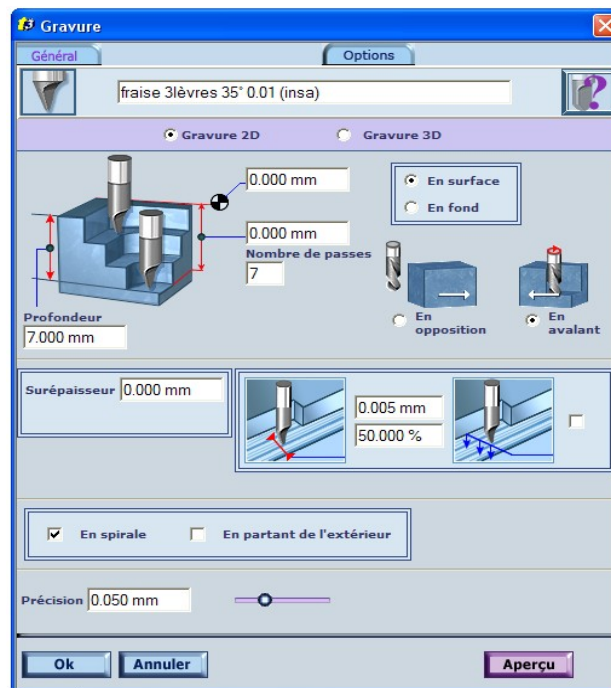 Gravure
Général
Options
fraise 3lèvres 35° 0.01 (insa)
Gravure 2D
Gravure 3D
0.000 mm
En surface
En fond
0.000 mm
Nombre de passes
7
Profondeur
7.000 mm
En opposition
En avalant
Surépaisseur 0.000 mm
0.005 mm
50.000 %
En spirale
En partant de l'extérieur
Précision 0.050 mm
Ok
Annuler
Aperçu